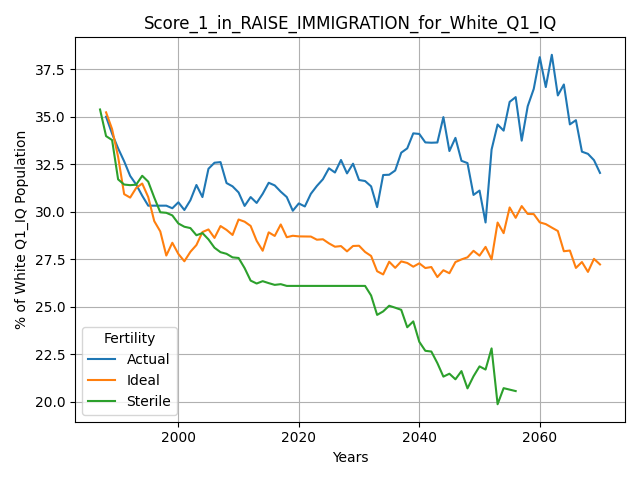 Score_1_in_RAISE_IMMIGRATION_for_White_Q1_IQ
% of White Q1_IQ Population
37.5
35.0
32.5
30.0
27.5
25.0
22.5
20.0
Fertility
Actual
Ideal
Sterile
2000
2020
2040
2060
Years